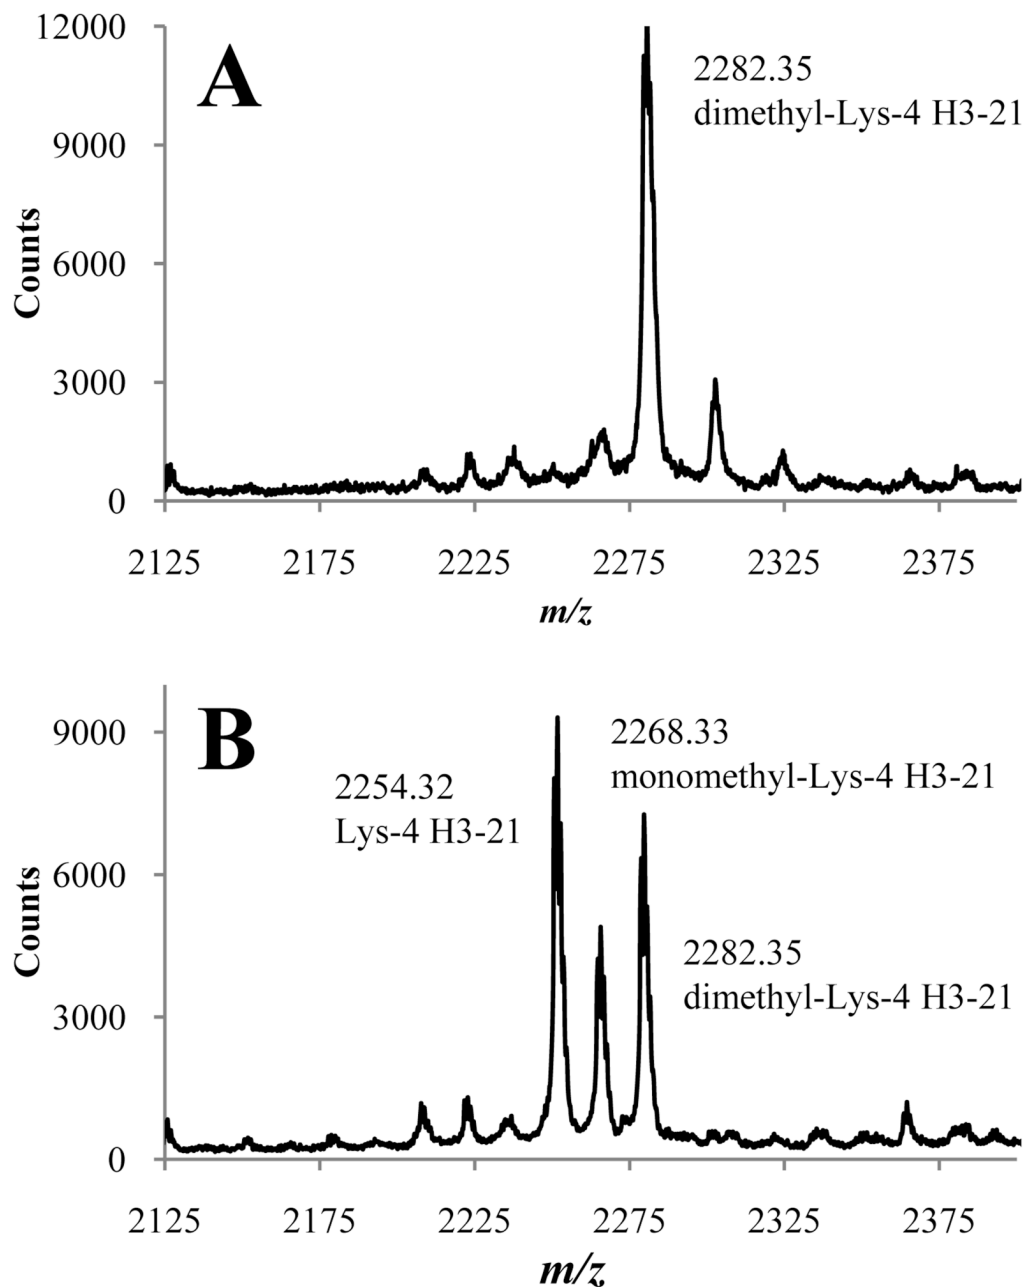 A
12000
9000
6000
3000
0
Counts
2282.35
dimethyl-Lys-4 H3-21
2125 2175 2225 2275 2325 2375
m/z
B
9000
6000
3000
0
Counts
2254.32
Lys-4 H3-21
2268.33
monomethyl-Lys-4 H3-21
2282.35
dimethyl-Lys-4 H3-21
2125 2175 2225 2275 2325 2375
m/z